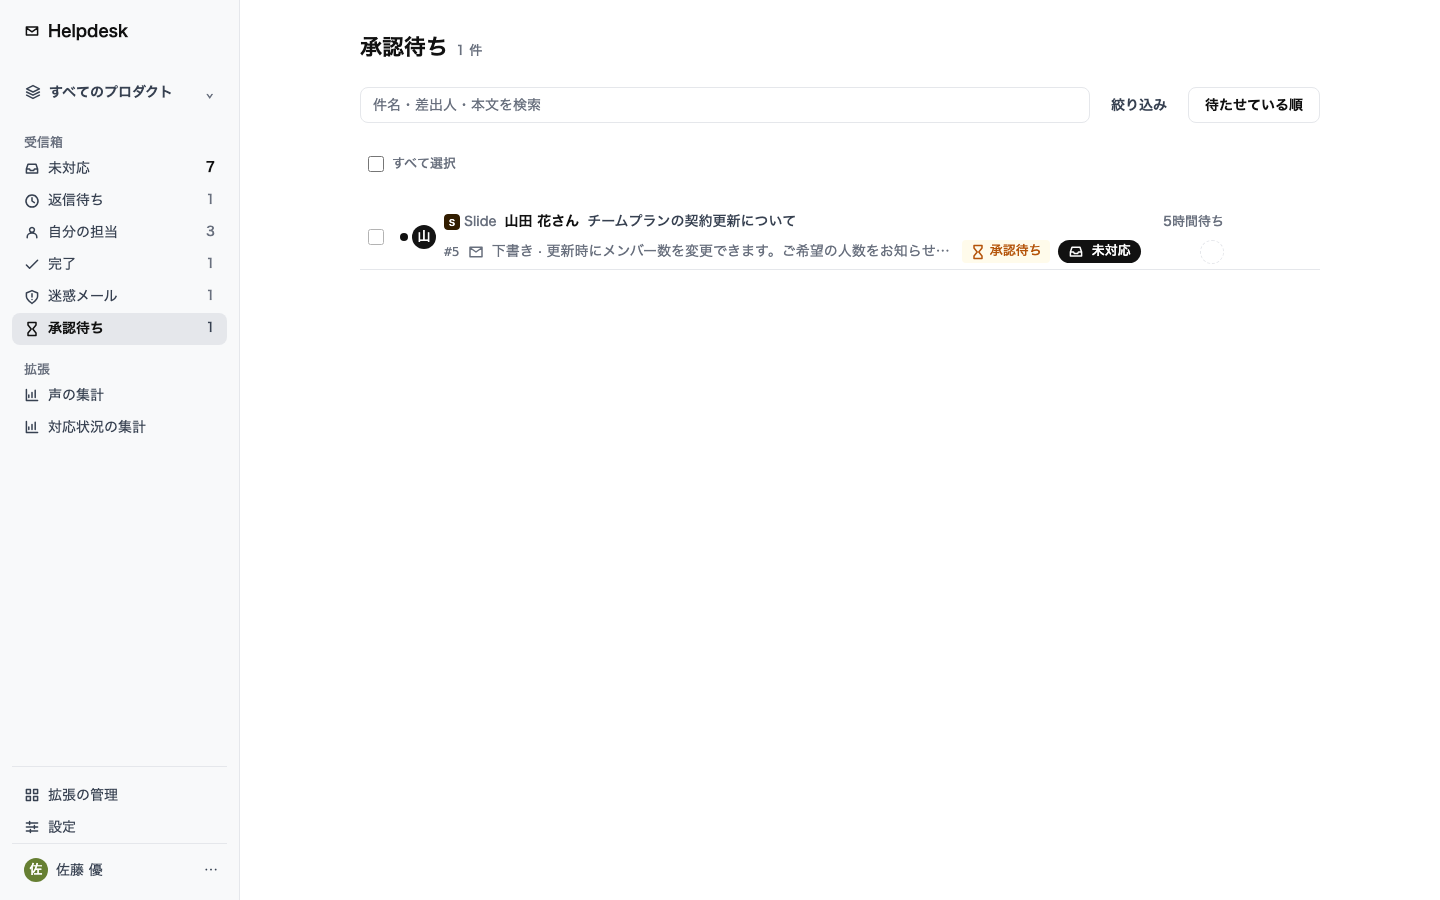 Helpdesk
すべてのプロダクト
受信箱
未対応 7
返信待ち 1
自分の担当 3
完了 1
迷惑メール 1
承認待ち 1
拡張
声の集計
対応状況の集計
拡張の管理
設定
佐 佐藤 優 ...
承認待ち 1 件
件名・差出人・本文を検索 絞り込み 待たせている順
すべて選択
山 S Slide 山田 花さん チームプランの契約更新について 5時間待ち
#5 下書き · 更新時にメンバー数を変更できます。ご希望の人数をお知らせ… 承認待ち 未対応